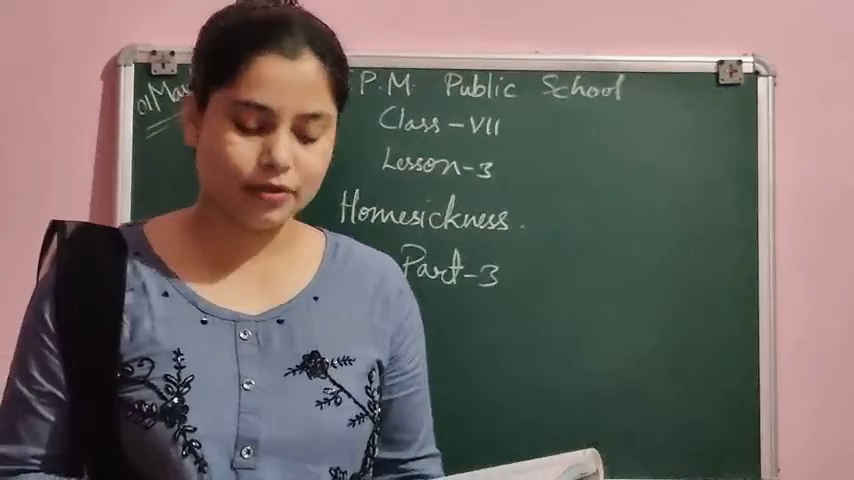 P.M Public School
Class-VII
Lesson-3
Homesickness.
Part-3